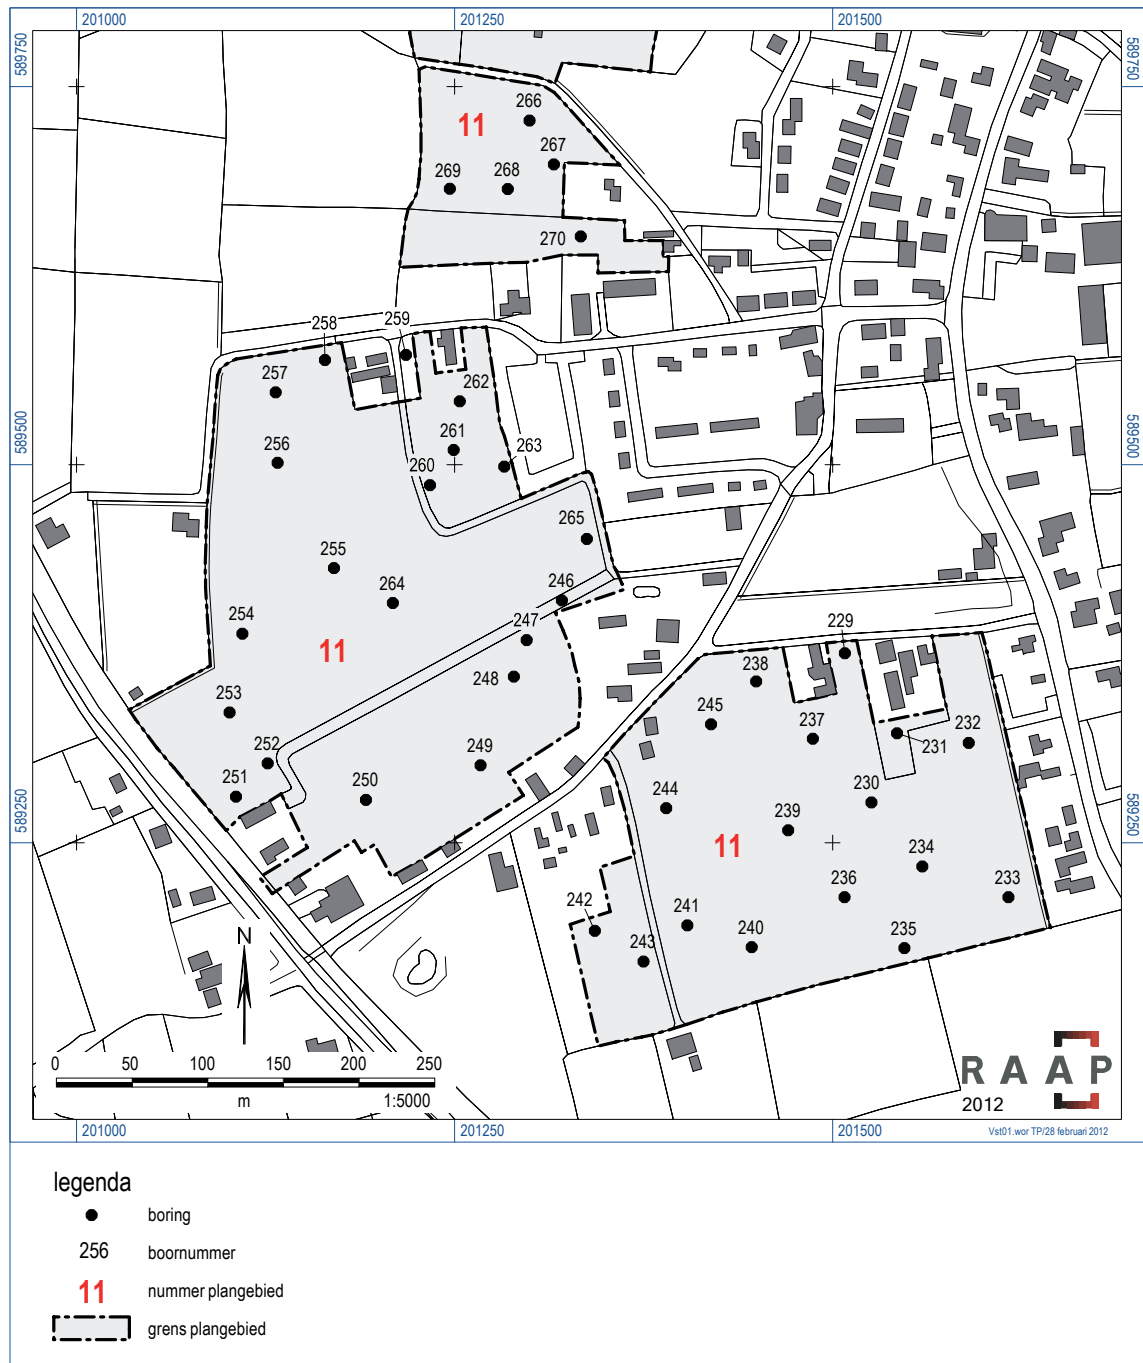 201000 201250 201500
589750 589750
266
11
267
269 268
270
258 259
257
262
261
256 263
589500 260 589500
265
255
264 246
254 247 229
11
248 238
253 245 237 232
231
252 249
251 250 244 230
239
589250 11 234 589250
236 233
242 241
243 240 235
N
0 50 100 150 200 250
m 1:5000
RAAP
2012
201000 201250 201500
Vst01.wor TP/28 februari 2012
legenda
boring
256 boornummer
11 nummer plangebied
grens plangebied